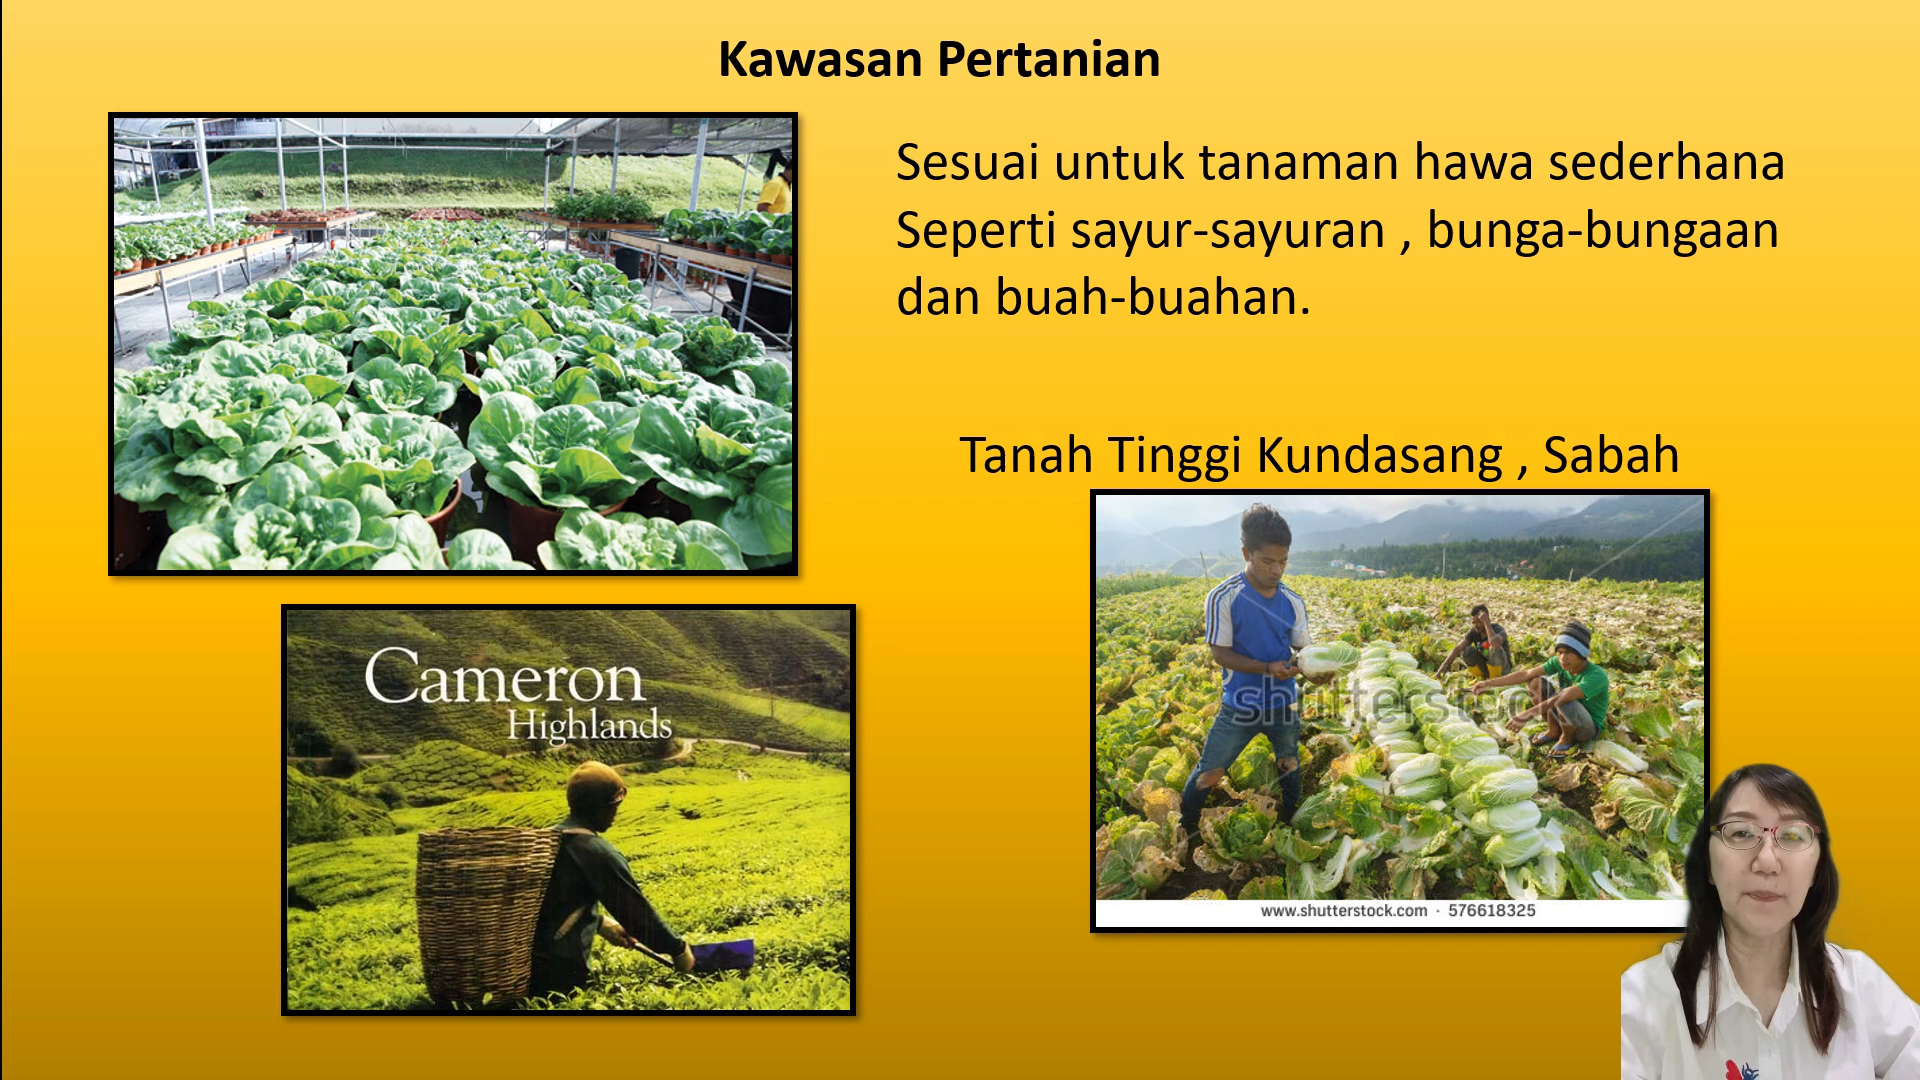 Kawasan Pertanian
Sesuai untuk tanaman hawa sederhana
Seperti sayur-sayuran , bunga-bungaan
dan buah-buahan.
Tanah Tinggi Kundasang , Sabah
Cameron
Highlands
shutterstock
www.shutterstock.com · 576618325